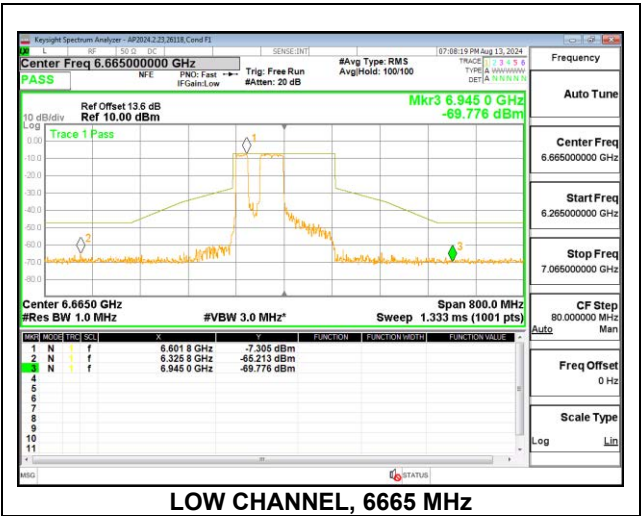 Keysight Spectrum Analyzer - AP2024.2.23,26118,Cond F1
L RF 50 Ω DC SENSE:INT 07:08:19 PM Aug 13, 2024
Center Freq 6.665000000 GHz
PASS
NFE PNO: Fast Trig: Free Run
IFGain:Low #Atten: 20 dB
#Avg Type: RMS
Avg|Hold: 100/100
TRACE 1 2 3 4 5 6
TYPE A WWWWW
DET A N N N N N
Frequency
Auto Tune
Center Freq
6.665000000 GHz
Start Freq
6.265000000 GHz
Stop Freq
7.065000000 GHz
CF Step
80.000000 MHz
Auto Man
Freq Offset
0 Hz
Scale Type
Log Lin
Mkr3 6.945 0 GHz
-69.776 dBm
Ref Offset 13.6 dB
10 dB/div Ref 10.00 dBm
Log
Trace 1 Pass
0.00
-10.0
-20.0
-30.0
-40.0
-50.0
-60.0
-70.0
-80.0
1
2
3
Center 6.6650 GHz Span 800.0 MHz
#Res BW 1.0 MHz #VBW 3.0 MHz* Sweep 1.333 ms (1001 pts)
MKR MODE TRC SCL X Y FUNCTION FUNCTION WIDTH FUNCTION VALUE
1 N 1 f 6.601 8 GHz -7.305 dBm
2 N 1 f 6.325 8 GHz -65.213 dBm
3 N 1 f 6.945 0 GHz -69.776 dBm
4
5
6
7
8
9
10
11
MSG STATUS
LOW CHANNEL, 6665 MHz